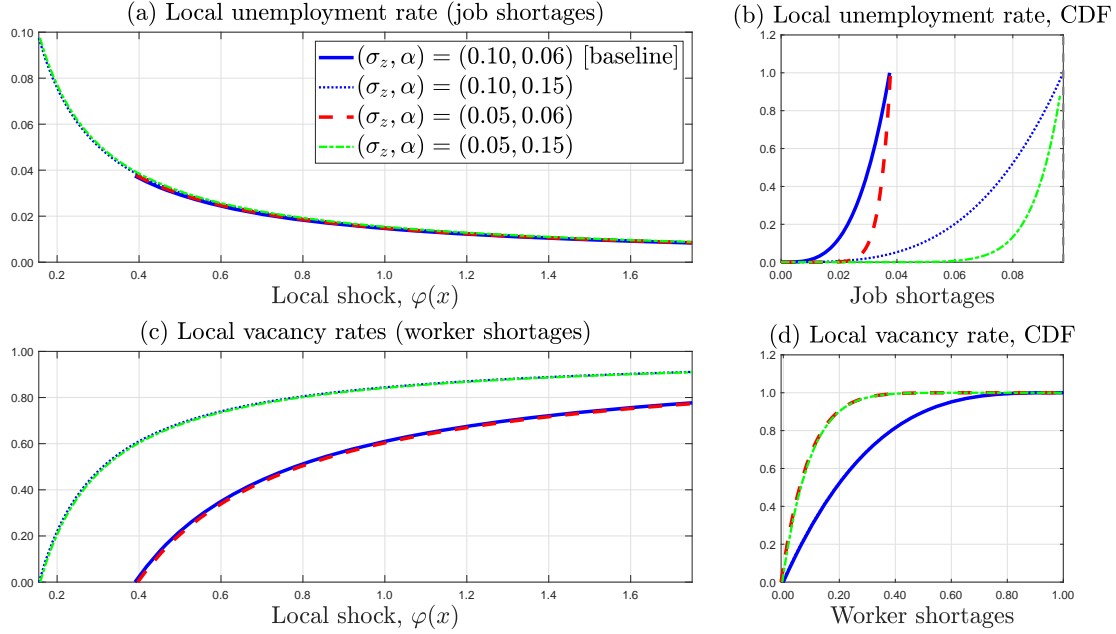 (a) Local unemployment rate (job shortages)
0.10
0.08
0.06
0.04
0.02
0.00
0.2 0.4 0.6 0.8 1.0 1.2 1.4 1.6
Local shock, φ(x)
(σz, α) = (0.10, 0.06) [baseline]
(σz, α) = (0.10, 0.15)
(σz, α) = (0.05, 0.06)
(σz, α) = (0.05, 0.15)
(b) Local unemployment rate, CDF
1.2
1.0
0.8
0.6
0.4
0.2
0.0
0.00 0.02 0.04 0.06 0.08
Job shortages
(c) Local vacancy rates (worker shortages)
1.00
0.80
0.60
0.40
0.20
0.00
0.2 0.4 0.6 0.8 1.0 1.2 1.4 1.6
Local shock, φ(x)
(d) Local vacancy rate, CDF
1.2
1.0
0.8
0.6
0.4
0.2
0.0
0.00 0.20 0.40 0.60 0.80 1.00
Worker shortages